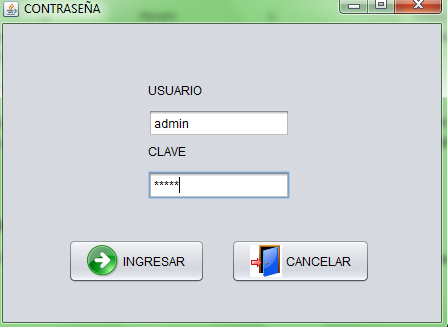 CONTRASEÑA
USUARIO
admin
CLAVE
*****
INGRESAR
CANCELAR